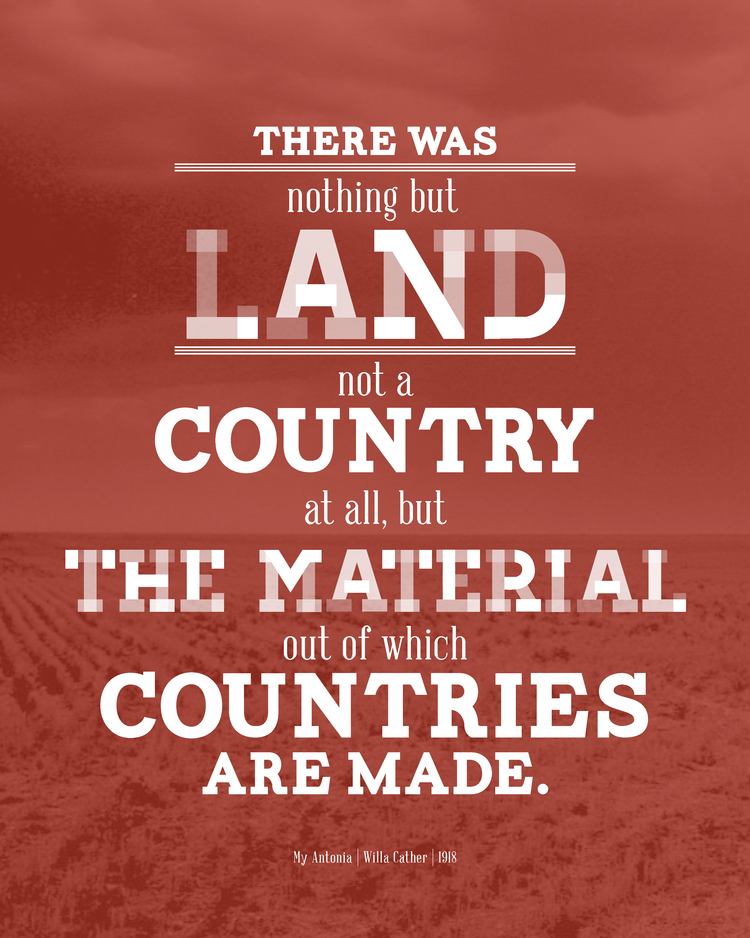 THERE WAS
nothing but
LAND
not a
COUNTRY
at all, but
THE MATERIAL
out of which
COUNTRIES
ARE MADE.
My Antonia | Willa Cather | 1918